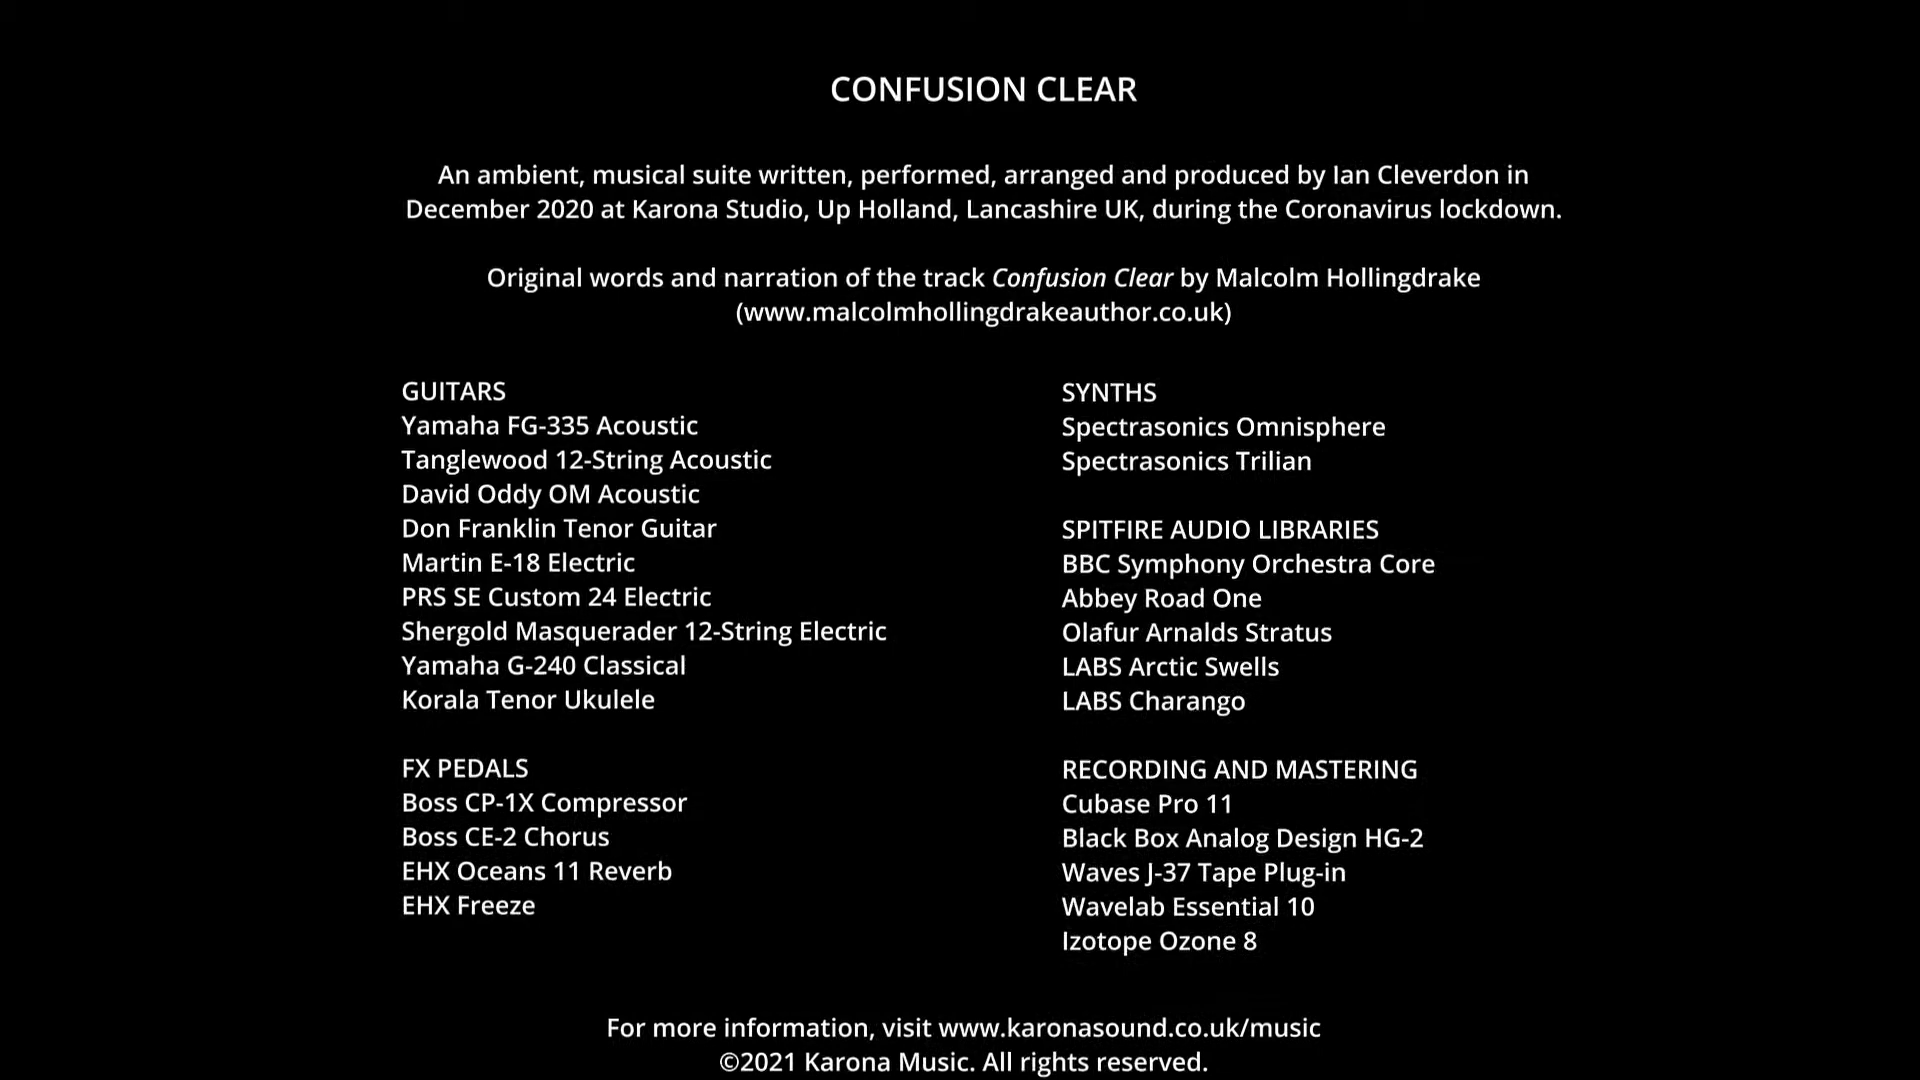 CONFUSION CLEAR
An ambient, musical suite written, performed, arranged and produced by Ian Cleverdon in
December 2020 at Karona Studio, Up Holland, Lancashire UK, during the Coronavirus lockdown.
Original words and narration of the track Confusion Clear by Malcolm Hollingdrake
(www.malcolmhollingdrakeauthor.co.uk)
GUITARS
Yamaha FG-335 Acoustic
Tanglewood 12-String Acoustic
David Oddy OM Acoustic
Don Franklin Tenor Guitar
Martin E-18 Electric
PRS SE Custom 24 Electric
Shergold Masquerader 12-String Electric
Yamaha G-240 Classical
Korala Tenor Ukulele
FX PEDALS
Boss CP-1X Compressor
Boss CE-2 Chorus
EHX Oceans 11 Reverb
EHX Freeze
SYNTHS
Spectrasonics Omnisphere
Spectrasonics Trilian
SPITFIRE AUDIO LIBRARIES
BBC Symphony Orchestra Core
Abbey Road One
Olafur Arnalds Stratus
LABS Arctic Swells
LABS Charango
RECORDING AND MASTERING
Cubase Pro 11
Black Box Analog Design HG-2
Waves J-37 Tape Plug-in
Wavelab Essential 10
Izotope Ozone 8
For more information, visit www.karonasound.co.uk/music
©2021 Karona Music. All rights reserved.